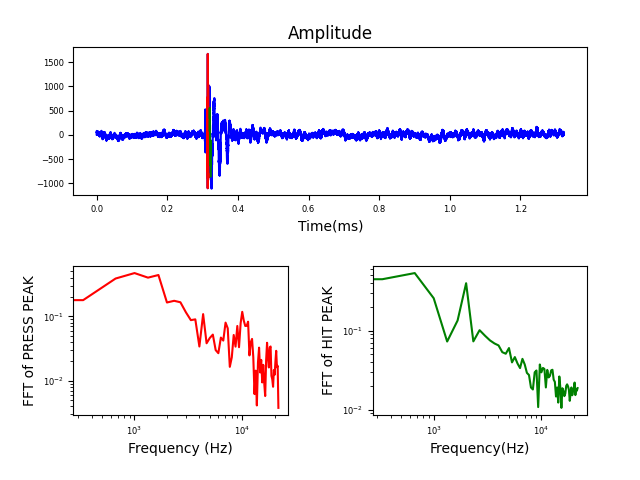 Amplitude
1500
1000
500
0
−500
−1000
0.0 0.2 0.4 0.6 0.8 1.0 1.2
Time(ms)
FFT of PRESS PEAK
10⁻¹
10⁻²
10³ 10⁴
Frequency (Hz)
FFT of HIT PEAK
10⁻¹
10⁻²
10³ 10⁴
Frequency(Hz)